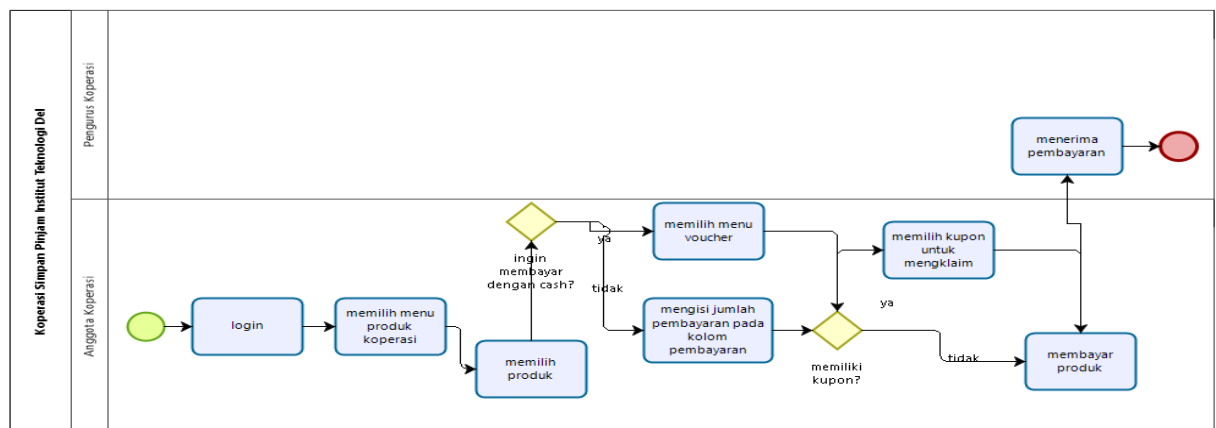 Koperasi Simpan Pinjam Institut Teknologi Del
Pengurus Koperasi
menerima
pembayaran
Anggota Koperasi
login
memilih menu
produk
koperasi
memilih
produk
ingin
membayar
dengan cash?
ya
tidak
memilih menu
voucher
mengisi jumlah
pembayaran pada
kolom
pembayaran
memiliki
kupon?
ya
memilih kupon
untuk
mengklaim
tidak
membayar
produk